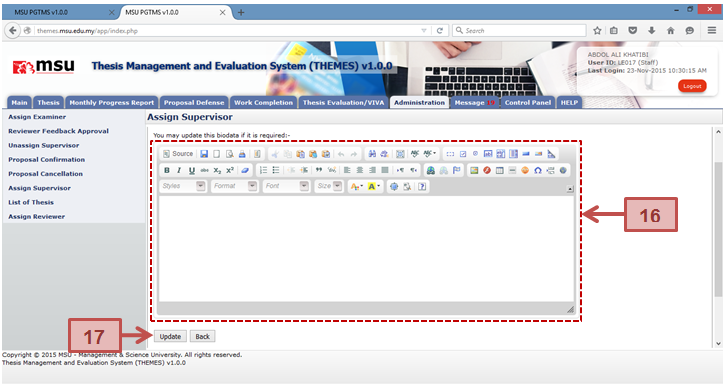 MSU PGTMS v1.0.0
MSU PGTMS v1.0.0
themes.msu.edu.my/app/index.php
Search
msu
Thesis Management and Evaluation System (THEMES) v1.0.0
ABDOL ALI KHATIBI
User ID: LE017 (Staff)
Last Login: 23-Nov-2015 10:30:15 AM
Logout
Main Thesis Monthly Progress Report Proposal Defense Work Completion Thesis Evaluation/VIVA Administration Message Control Panel HELP
Assign Examiner
Reviewer Feedback Approval
Unassign Supervisor
Proposal Confirmation
Proposal Cancellation
Assign Supervisor
List of Thesis
Assign Reviewer
Assign Supervisor
You may update this biodata if it is required:-
Source
Styles Format Font Size
16
17
Update Back
Copyright © 2015 MSU - Management & Science University. All rights reserved.
Thesis Management and Evaluation System (THEMES) v1.0.0